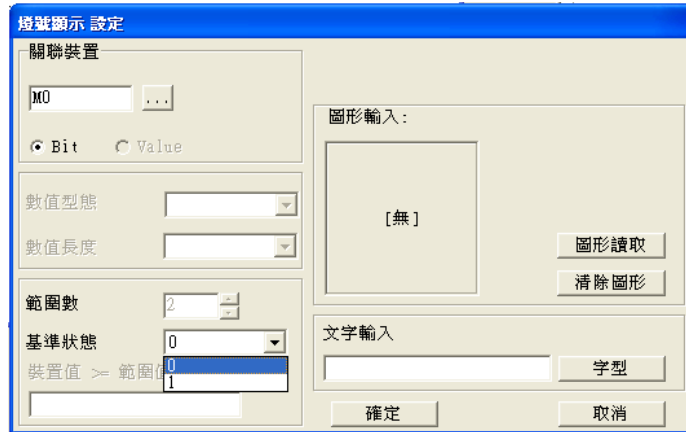 燈號顯示 設定
關聯裝置
M0
...
Bit
Value
數值型態
數值長度
範圍數
2
基準狀態
0
0
1
裝置值 >= 範圍值
圖形輸入:
[無]
圖形讀取
清除圖形
文字輸入
字型
確定
取消